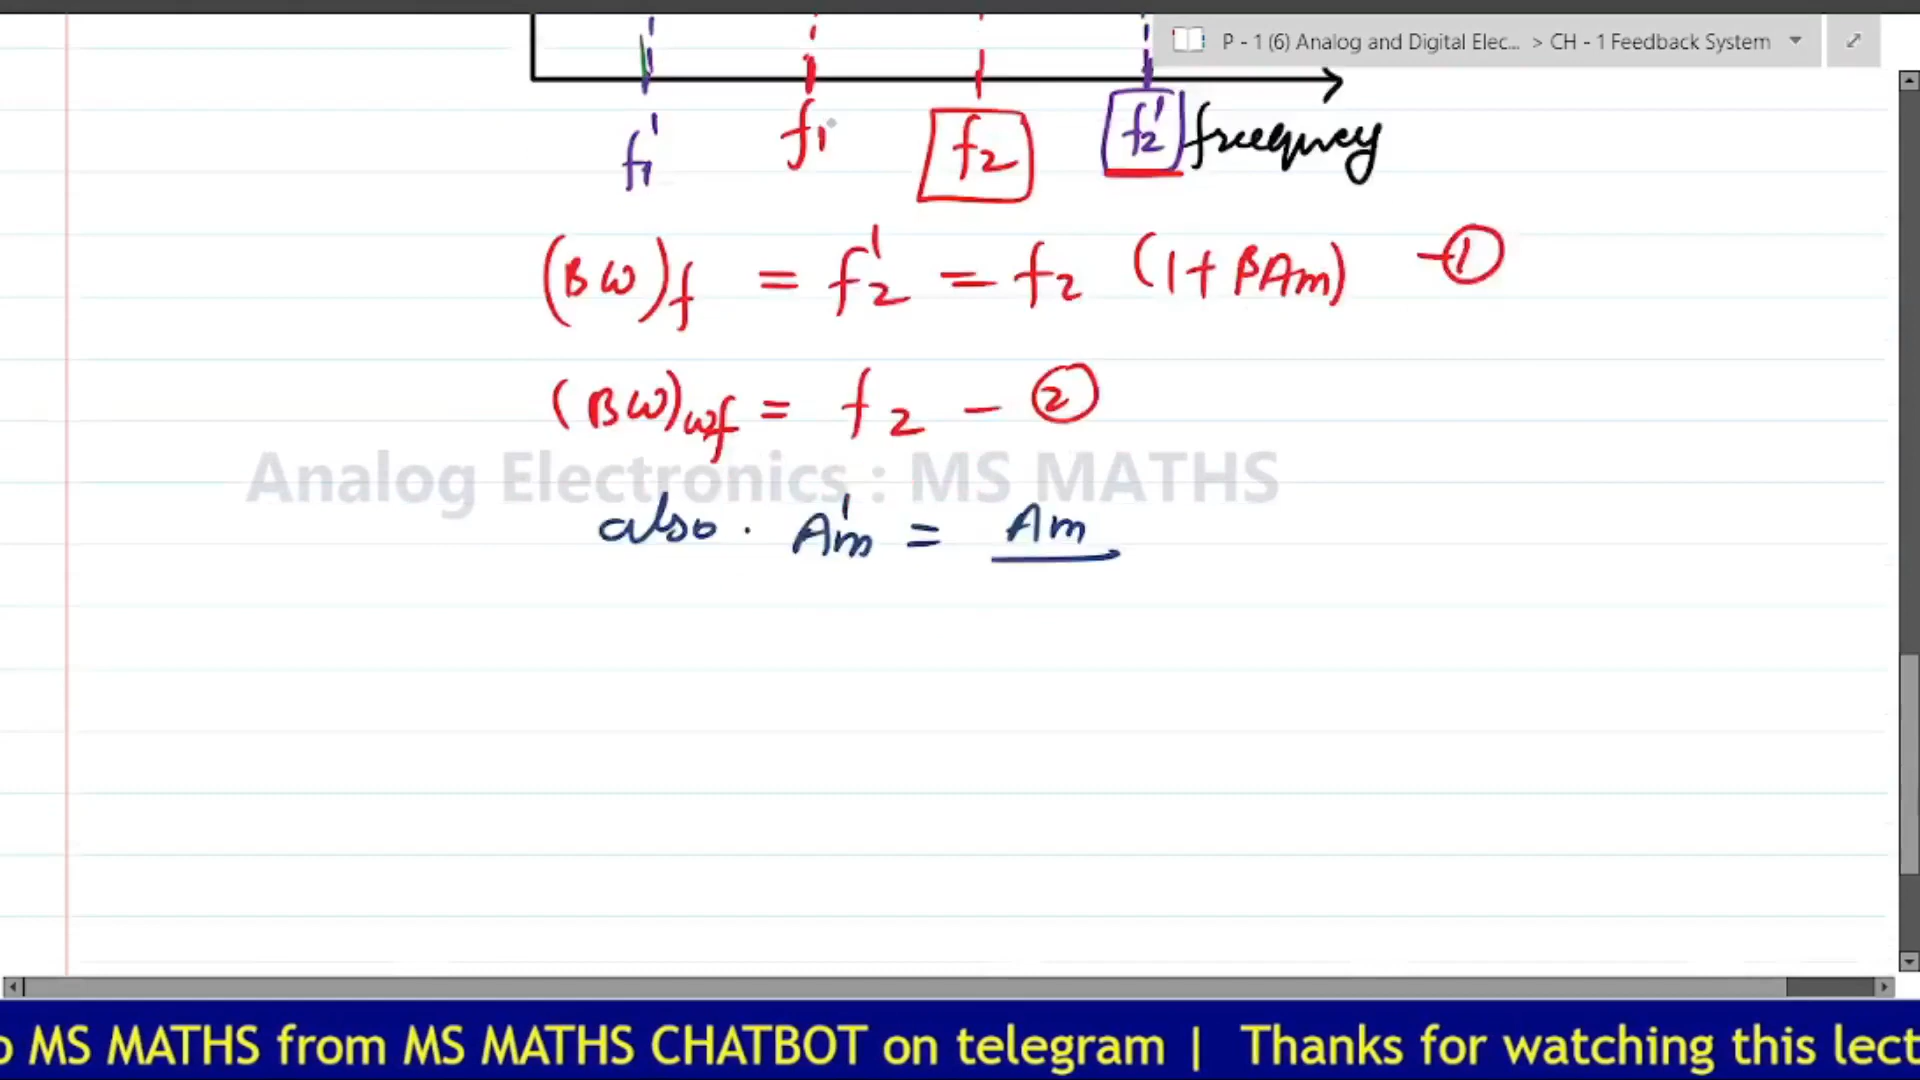 P - 1 (6) Analog and Digital Elec... > CH - 1 Feedback System
f1' f1 f2 f2' frequency
(BW)f = f2' = f2 (1+βAm) -①
(BW)wf = f2 - ②
Analog Electronics : MS MATHS
also. Am' = Am
o MS MATHS from MS MATHS CHATBOT on telegram | Thanks for watching this lect